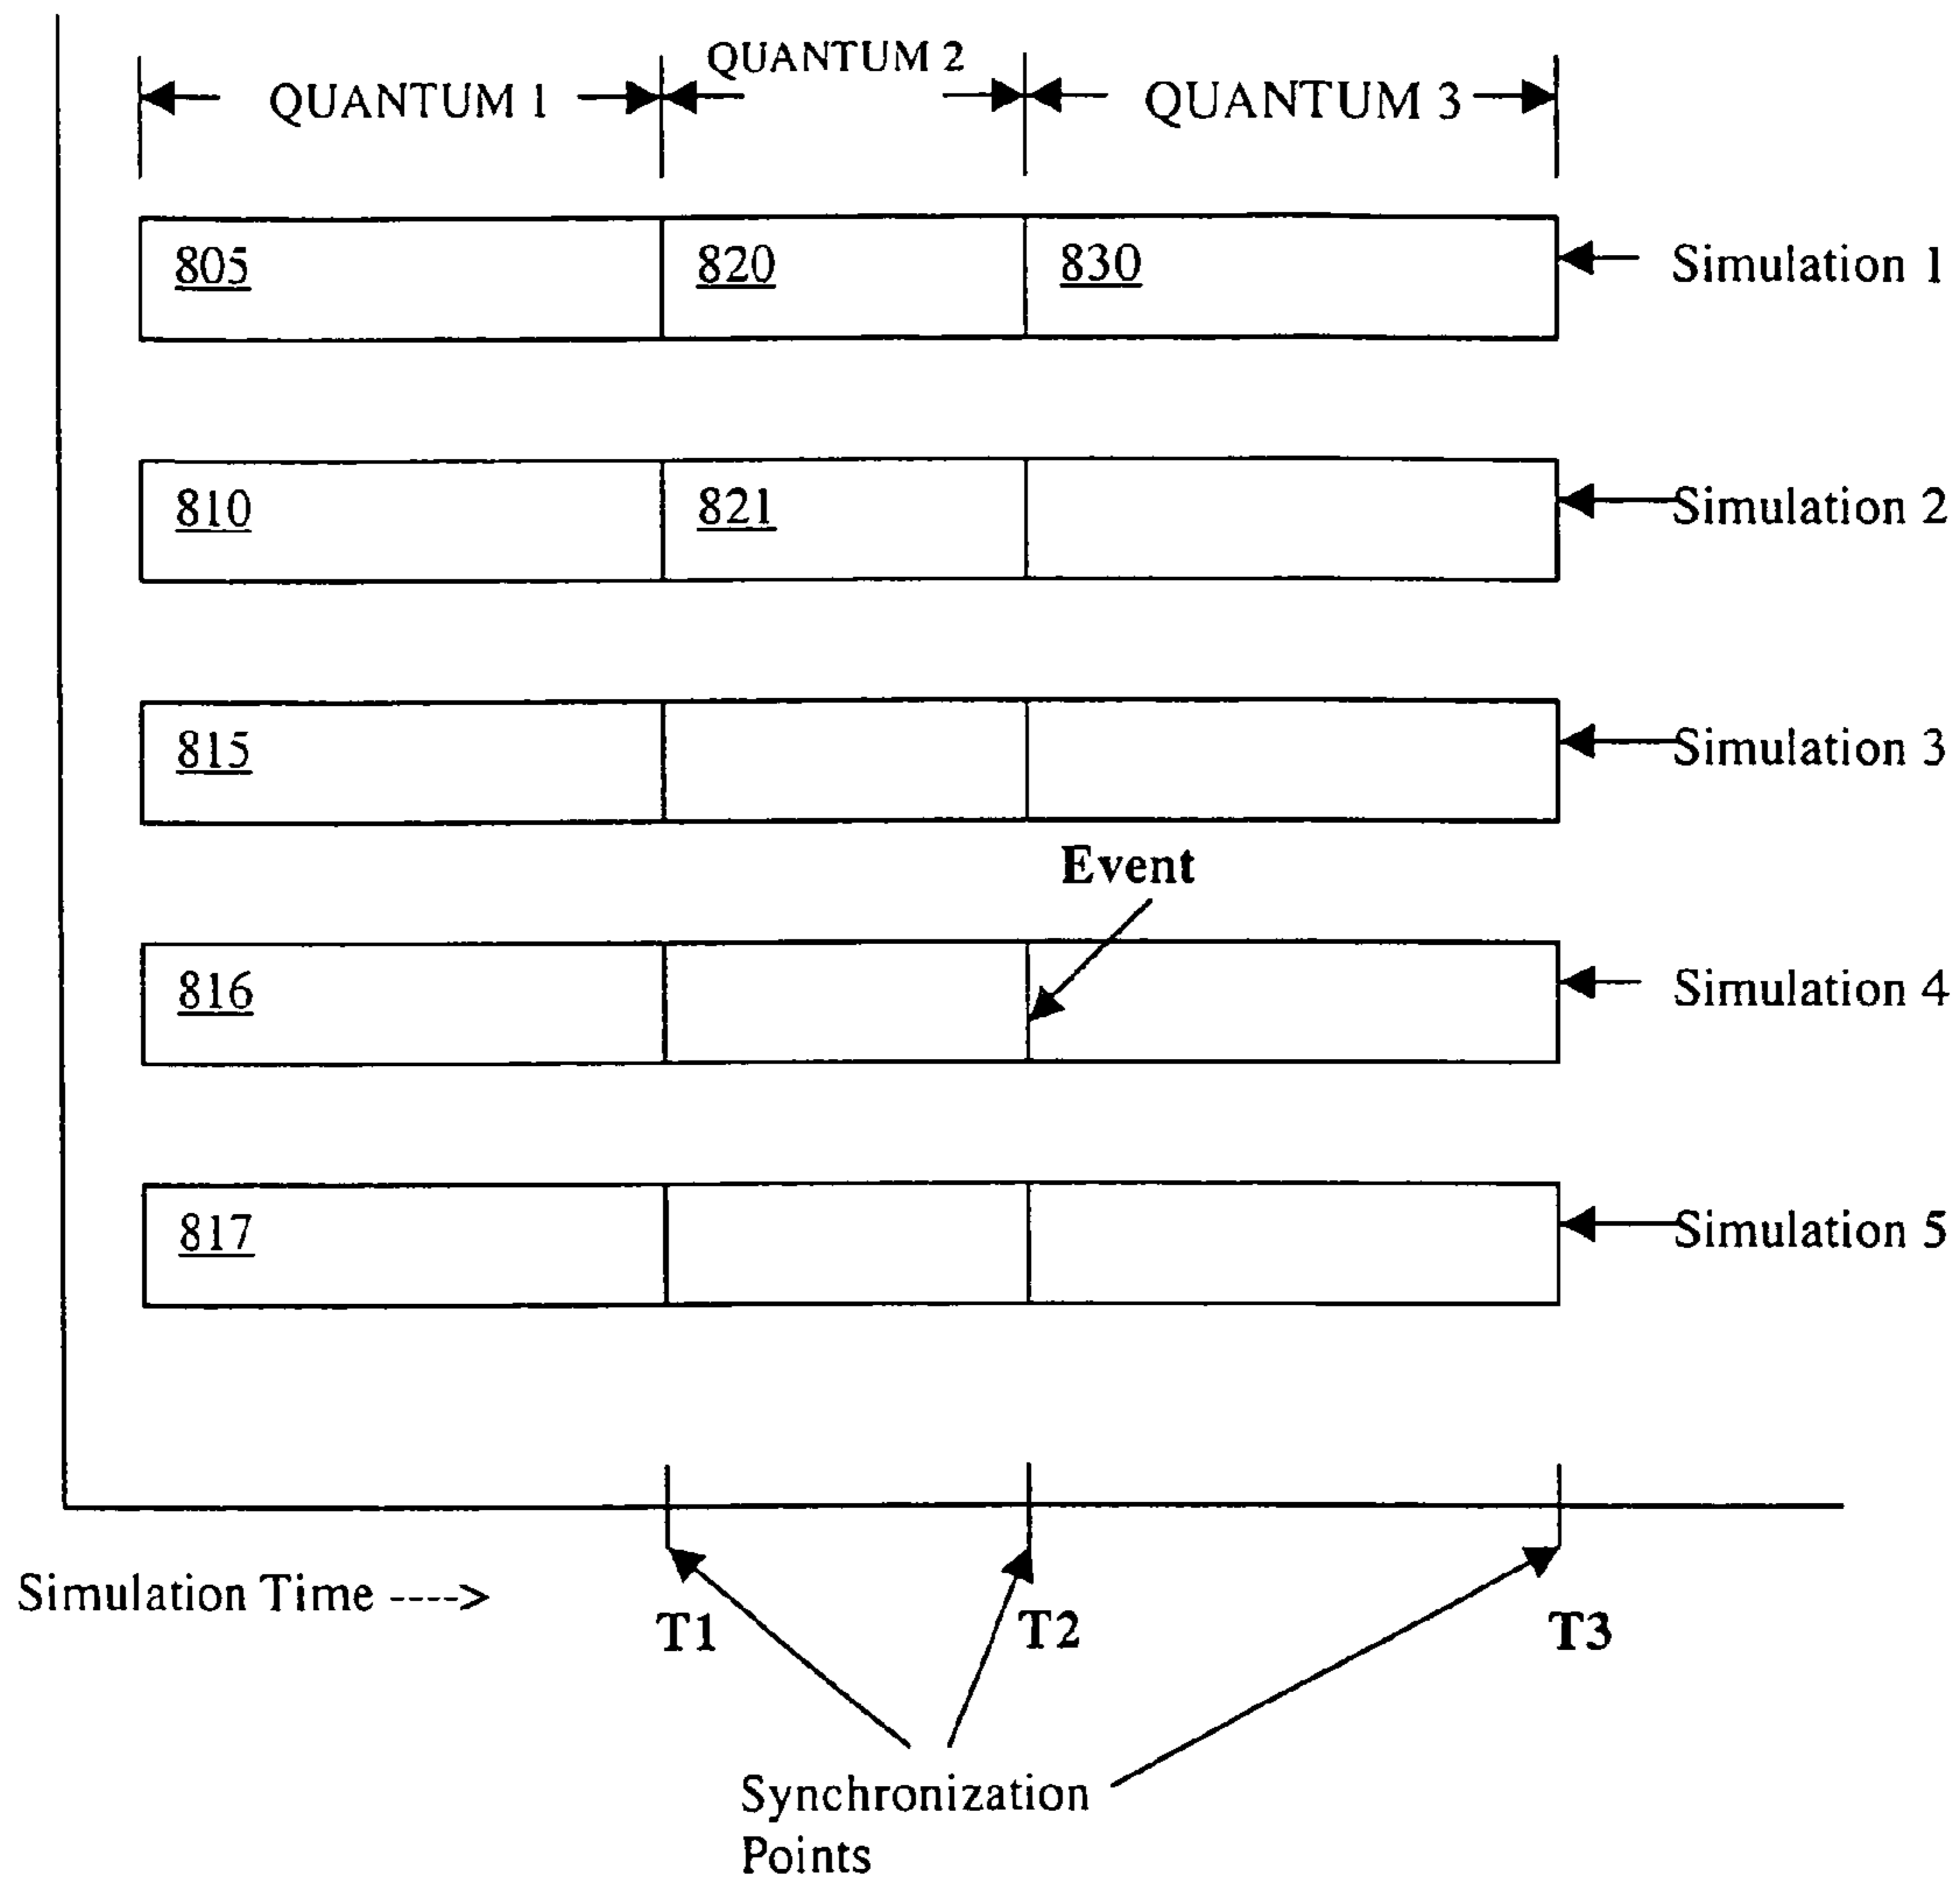 QUANTUM 1
QUANTUM 2
QUANTUM 3
805
820
830
Simulation 1
810
821
Simulation 2
815
Simulation 3
Event
816
Simulation 4
817
Simulation 5
Simulation Time ---->
T1
T2
T3
Synchronization
Points